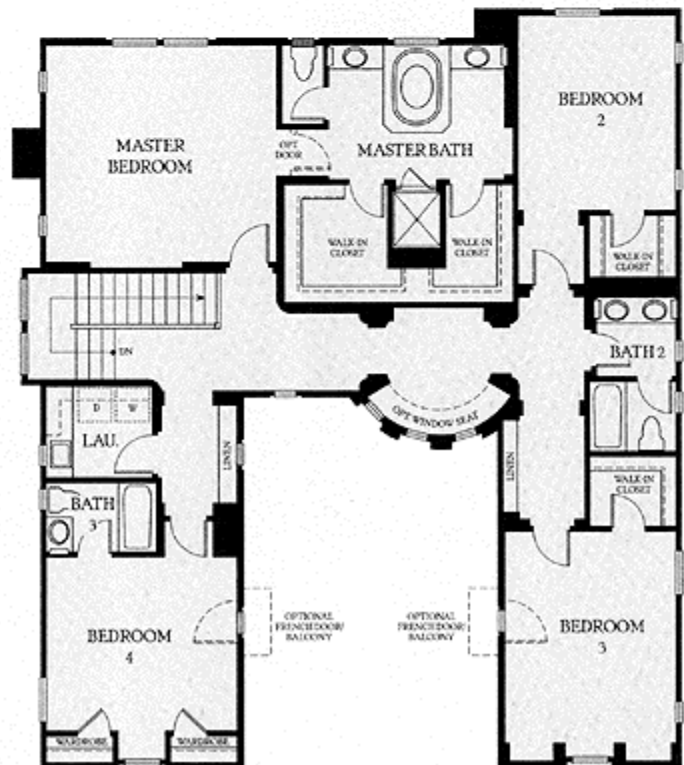 BEDROOM
2
MASTER
BEDROOM
OPT
DOOR
MASTER BATH
WALK-IN
CLOSET
WALK-IN
CLOSET
WALK-IN
CLOSET
BATH 2
DN
D
W
LAU.
OPT WINDOW SEAT
LINEN
LINEN
WALK-IN
CLOSET
BATH
3
OPTIONAL
FRENCH DOOR/
BALCONY
OPTIONAL
FRENCH DOOR/
BALCONY
BEDROOM
4
BEDROOM
3
WARDROBE
WARDROBE